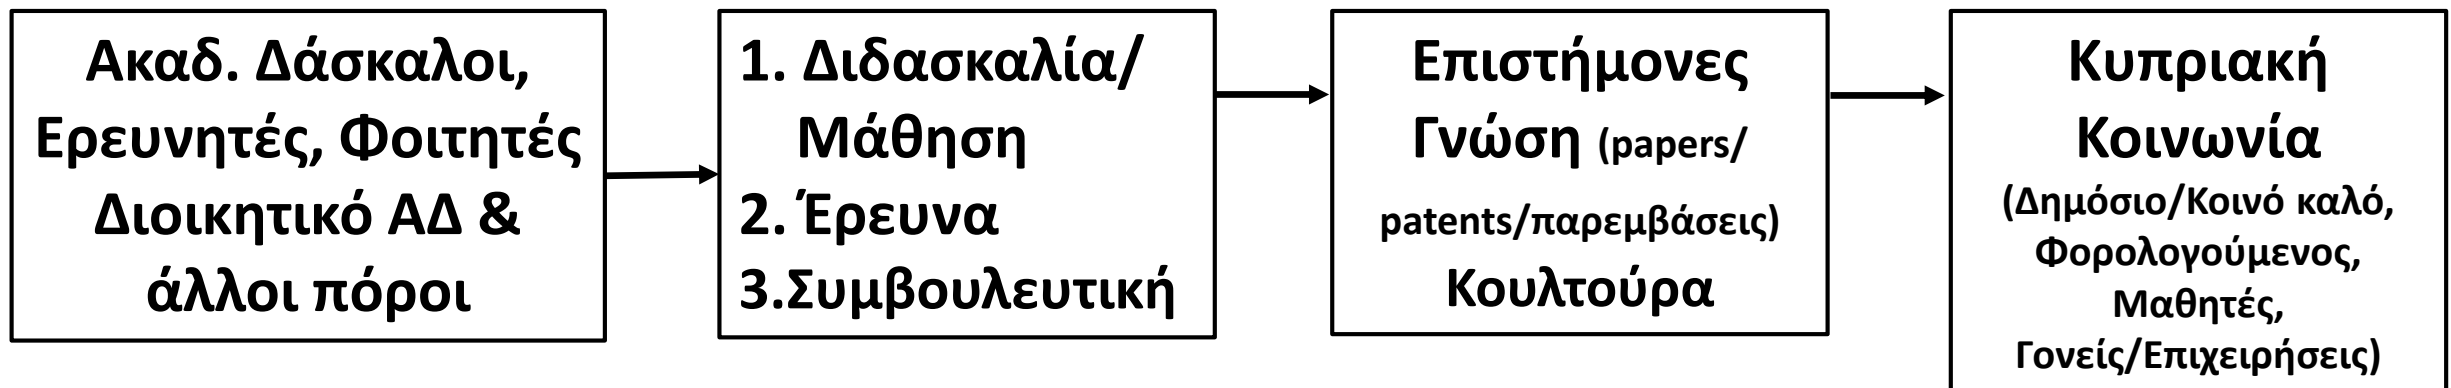 Ακαδ. Δάσκαλοι,
Ερευνητές, Φοιτητές
Διοικητικό ΑΔ &
άλλοι πόροι
1. Διδασκαλία/
Μάθηση
2. Έρευνα
3.Συμβουλευτική
Επιστήμονες
Γνώση (papers/
patents/παρεμβάσεις)
Κουλτούρα
Κυπριακή
Κοινωνία
(Δημόσιο/Κοινό καλό,
Φορολογούμενος,
Μαθητές,
Γονείς/Επιχειρήσεις)